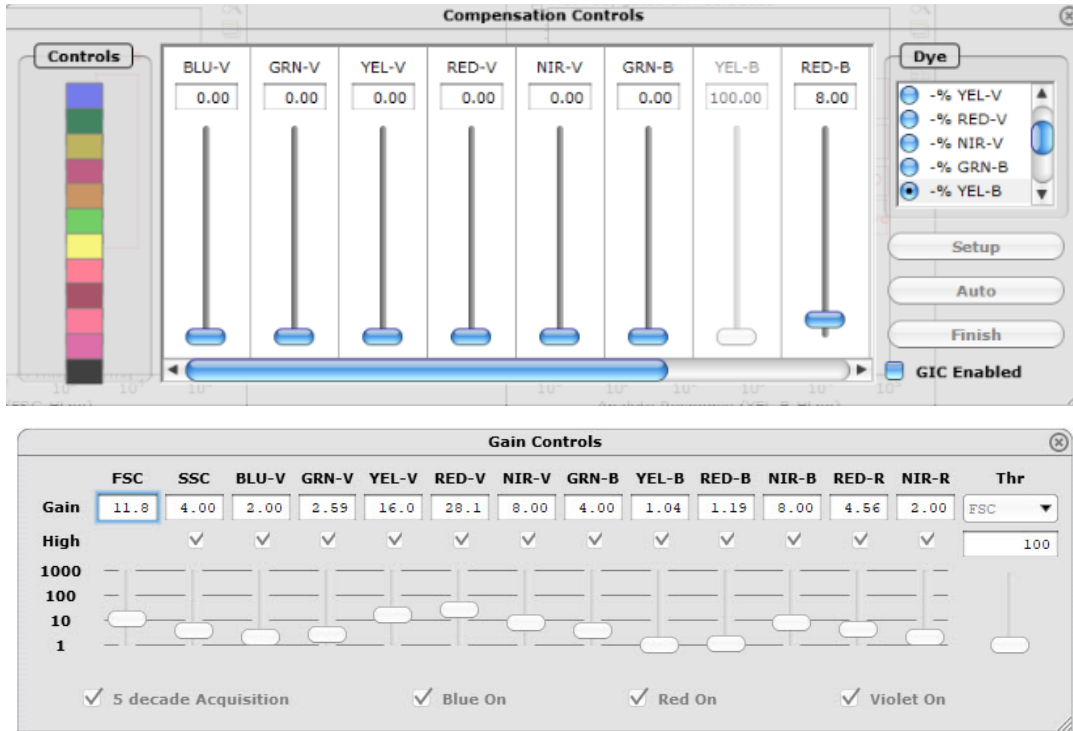 Compensation Controls
Controls
Dye
BLU-V GRN-V YEL-V RED-V NIR-V GRN-B YEL-B RED-B
0.00 0.00 0.00 0.00 0.00 0.00 100.00 8.00
-% YEL-V
-% RED-V
-% NIR-V
-% GRN-B
-% YEL-B
Setup
Auto
Finish
GIC Enabled
Gain Controls
FSC SSC BLU-V GRN-V YEL-V RED-V NIR-V GRN-B YEL-B RED-B NIR-B RED-R NIR-R Thr
Gain 11.8 4.00 2.00 2.59 16.0 28.1 8.00 4.00 1.04 1.19 8.00 4.56 2.00 FSC
High 100
1000
100
10
1
5 decade Acquisition Blue On Red On Violet On